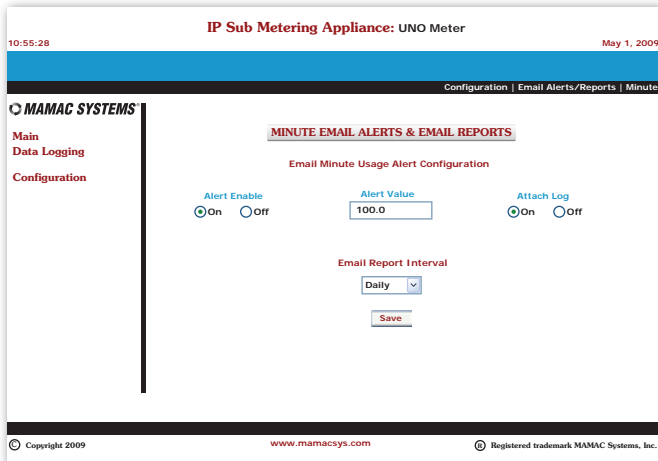 IP Sub Metering Appliance: UNO Meter
10:55:28 May 1, 2009
Configuration | Email Alerts/Reports | Minute
MAMAC SYSTEMS®
Main
Data Logging
Configuration
MINUTE EMAIL ALERTS & EMAIL REPORTS
Email Minute Usage Alert Configuration
Alert Enable Alert Value Attach Log
On Off 100.0 On Off
Email Report Interval
Daily
Save
© Copyright 2009 www.mamacsys.com ® Registered trademark MAMAC Systems, Inc.